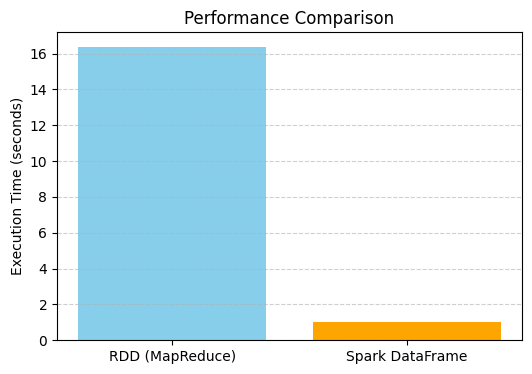 Performance Comparison
Execution Time (seconds)
16
14
12
10
8
6
4
2
0
RDD (MapReduce)
Spark DataFrame